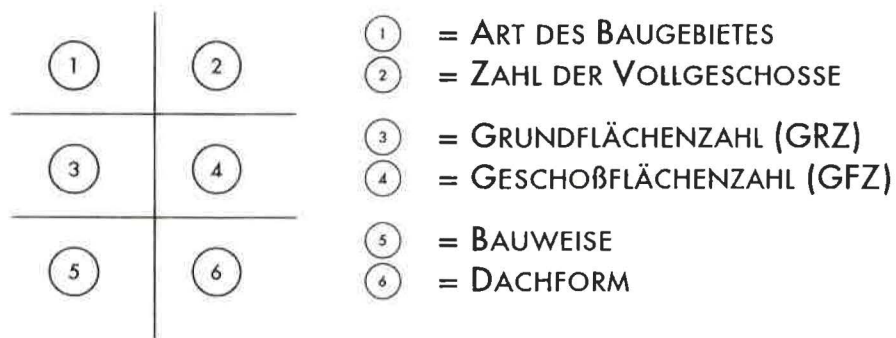 1 2
3 4
5 6
1 = ART DES BAUGEBIETES
2 = ZAHL DER VOLLGESCHOSSE
3 = GRUNDFLÄCHENZAHL (GRZ)
4 = GESCHOßFLÄCHENZAHL (GFZ)
5 = BAUWEISE
6 = DACHFORM